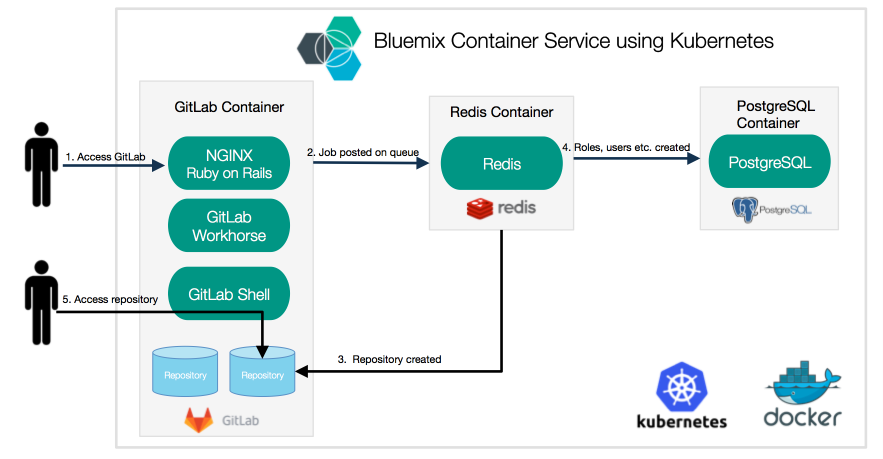 Bluemix Container Service using Kubernetes
GitLab Container
NGINX
Ruby on Rails
GitLab
Workhorse
GitLab Shell
Repository
Repository
GitLab
1. Access GitLab
5. Access repository
2. Job posted on queue
Redis Container
Redis
redis
3. Repository created
4. Roles, users etc. created
PostgreSQL
Container
PostgreSQL
PostgreSQL
kubernetes
docker